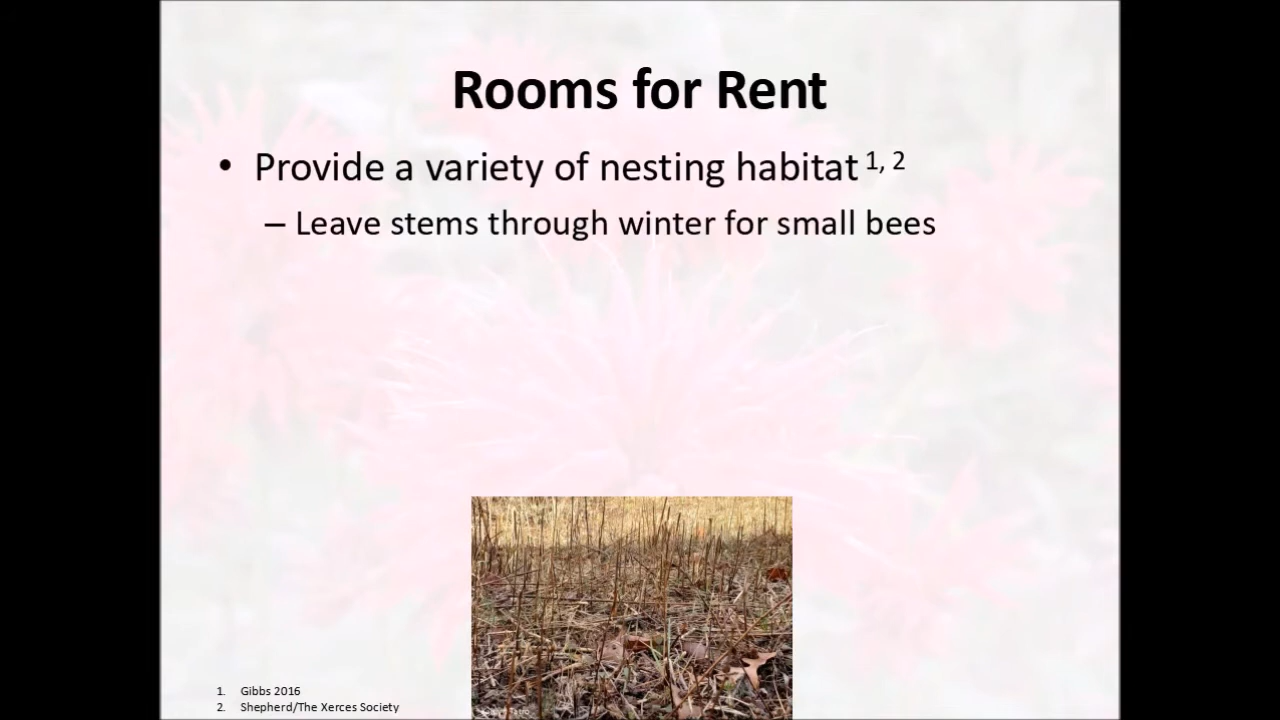 Rooms for Rent
• Provide a variety of nesting habitat 1, 2
– Leave stems through winter for small bees
1. Gibbs 2016
2. Shepherd/The Xerces Society